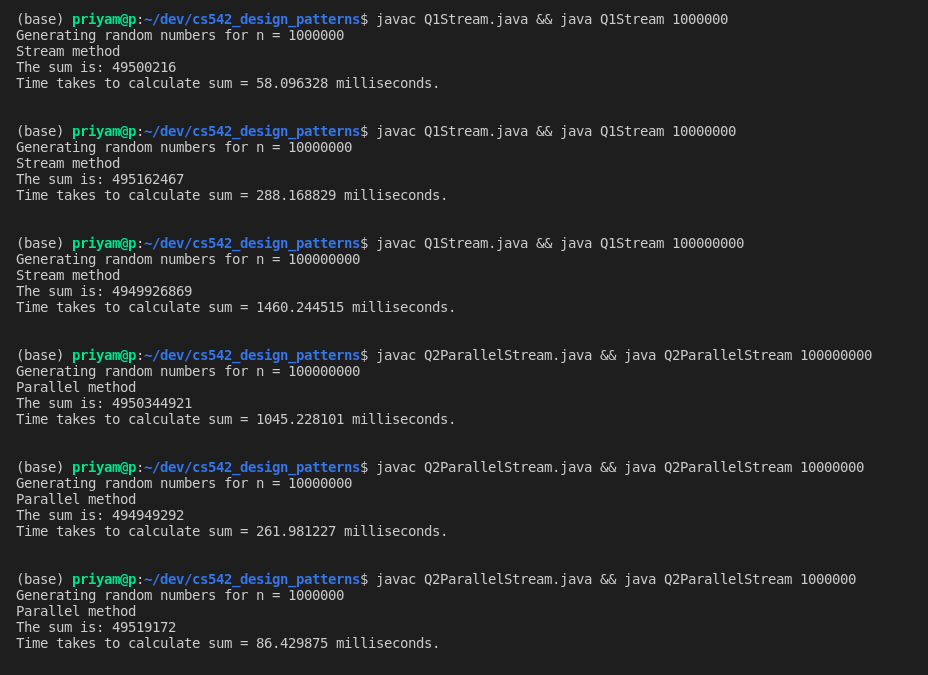 (base) priyam@p:~/dev/cs542_design_patterns$ javac Q1Stream.java && java Q1Stream 1000000
Generating random numbers for n = 1000000
Stream method
The sum is: 49500216
Time takes to calculate sum = 58.096328 milliseconds.
(base) priyam@p:~/dev/cs542_design_patterns$ javac Q1Stream.java && java Q1Stream 10000000
Generating random numbers for n = 10000000
Stream method
The sum is: 495162467
Time takes to calculate sum = 288.168829 milliseconds.
(base) priyam@p:~/dev/cs542_design_patterns$ javac Q1Stream.java && java Q1Stream 100000000
Generating random numbers for n = 100000000
Stream method
The sum is: 4949926869
Time takes to calculate sum = 1460.244515 milliseconds.
(base) priyam@p:~/dev/cs542_design_patterns$ javac Q2ParallelStream.java && java Q2ParallelStream 100000000
Generating random numbers for n = 100000000
Parallel method
The sum is: 4950344921
Time takes to calculate sum = 1045.228101 milliseconds.
(base) priyam@p:~/dev/cs542_design_patterns$ javac Q2ParallelStream.java && java Q2ParallelStream 10000000
Generating random numbers for n = 10000000
Parallel method
The sum is: 494949292
Time takes to calculate sum = 261.981227 milliseconds.
(base) priyam@p:~/dev/cs542_design_patterns$ javac Q2ParallelStream.java && java Q2ParallelStream 1000000
Generating random numbers for n = 1000000
Parallel method
The sum is: 49519172
Time takes to calculate sum = 86.429875 milliseconds.